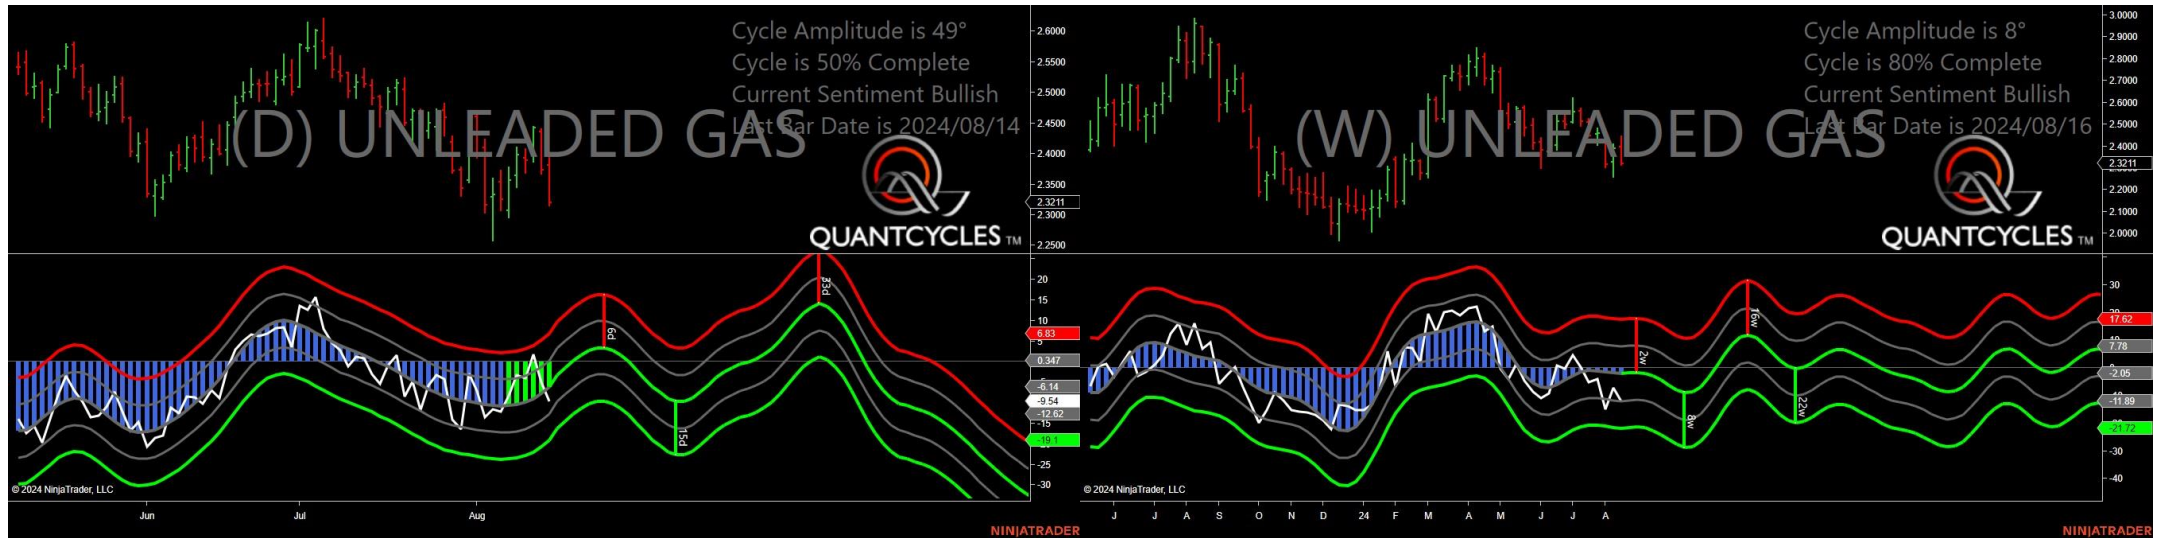 Cycle Amplitude is 49°
Cycle is 50% Complete
Current Sentiment Bullish
Last Bar Date is 2024/08/14
(D) UNLEADED GAS
QUANTCYCLES TM
2.6000
2.5500
2.5000
2.4500
2.4000
2.3500
2.3211
2.3000
2.2500
33d
6d
15d
20
15
10
6.83
5
0.347
-6.14
-9.54
-12.62
-15
-19.1
-25
-30
© 2024 NinjaTrader, LLC
Jun
Jul
Aug
NINJATRADER
Cycle Amplitude is 8°
Cycle is 80% Complete
Current Sentiment Bullish
Last Bar Date is 2024/08/16
(W) UNLEADED GAS
QUANTCYCLES TM
3.0000
2.9000
2.8000
2.7000
2.6000
2.5000
2.4000
2.3211
2.2000
2.1000
2.0000
16w
2w
22w
8w
30
17.62
7.78
-2.05
-11.89
-21.72
-30
-40
© 2024 NinjaTrader, LLC
J J A S O N D 24 F M A M J J A
NINJATRADER